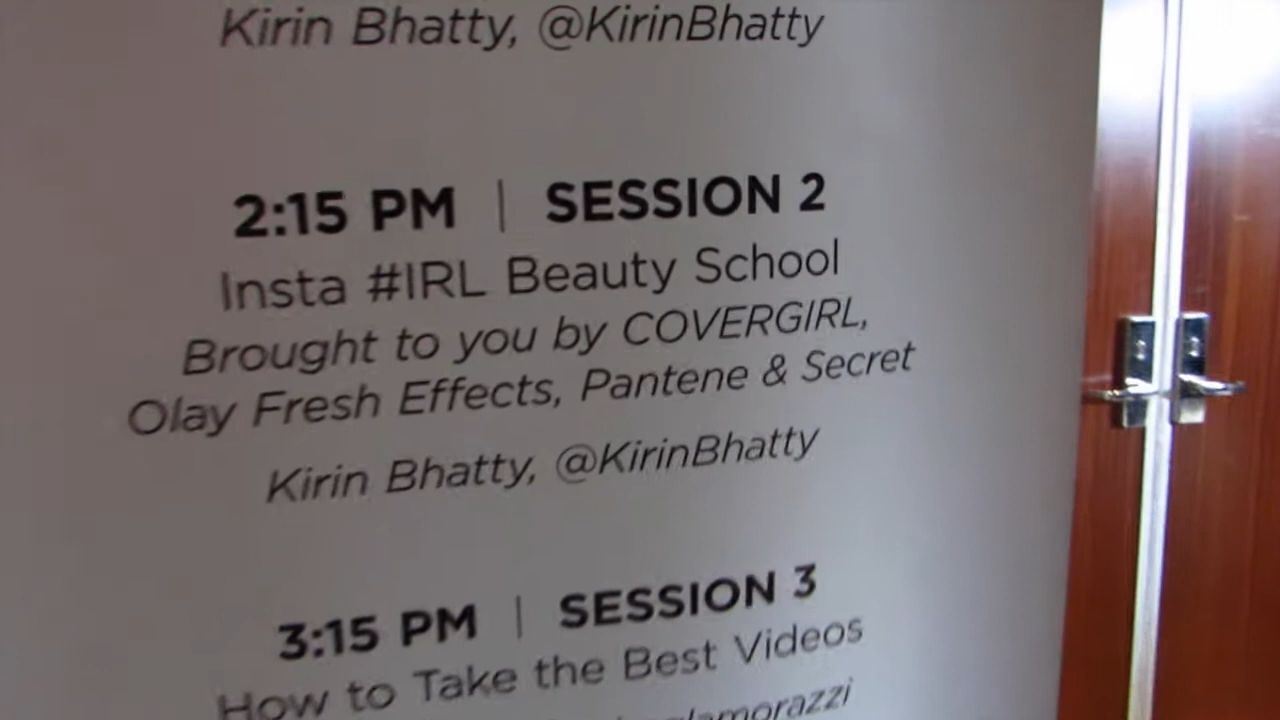 Kirin Bhatty, @KirinBhatty
2:15 PM | SESSION 2
Insta #IRL Beauty School
Brought to you by COVERGIRL,
Olay Fresh Effects, Pantene & Secret
Kirin Bhatty, @KirinBhatty
3:15 PM | SESSION 3
How to Take the Best Videos